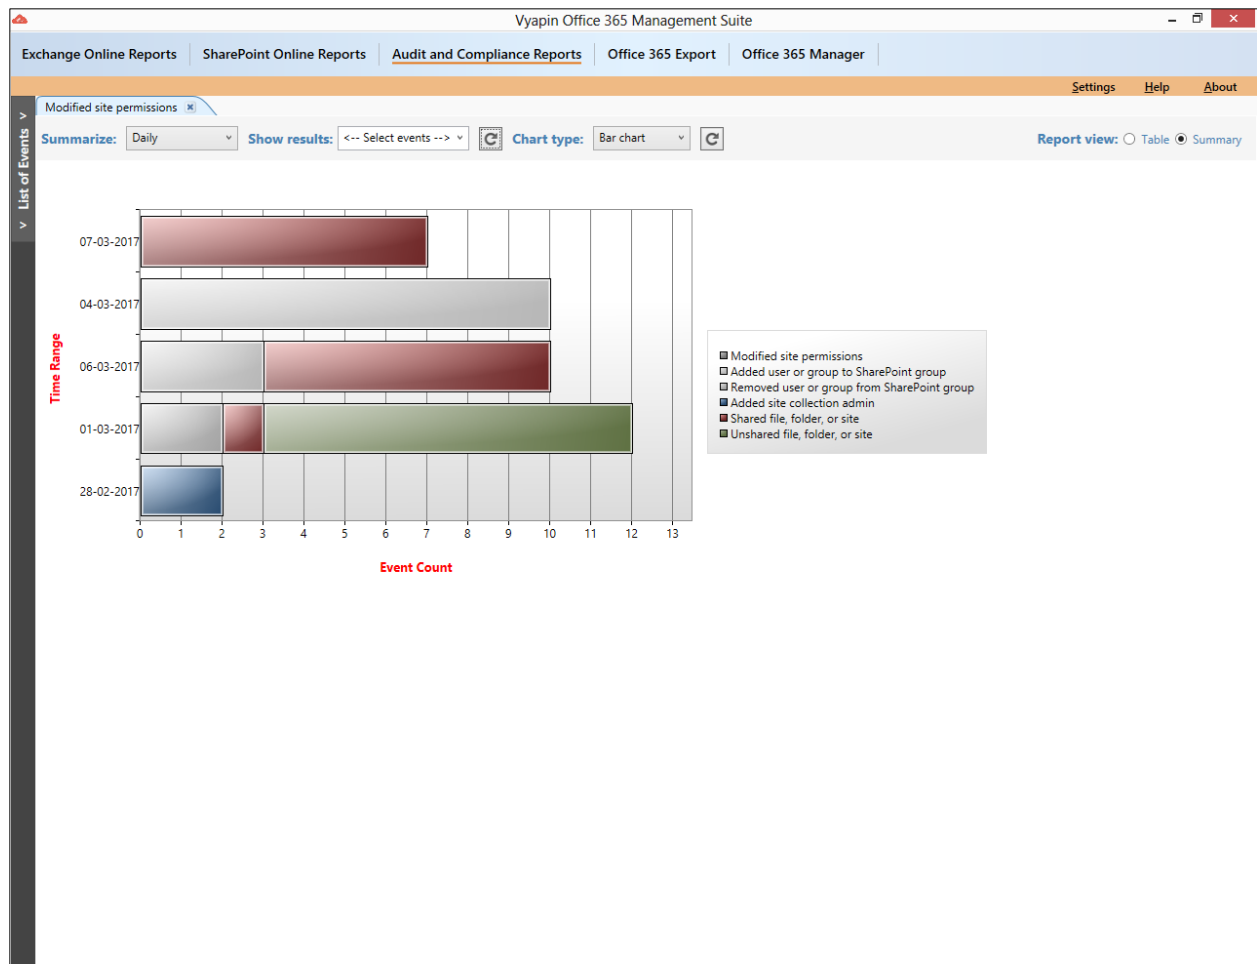 Vyapin Office 365 Management Suite
Exchange Online Reports SharePoint Online Reports Audit and Compliance Reports Office 365 Export Office 365 Manager
Settings Help About
Modified site permissions
Summarize: Daily Show results: <-- Select events --> Chart type: Bar chart Report view: Table Summary
> List of Events >
07-03-2017
04-03-2017
06-03-2017
01-03-2017
28-02-2017
0 1 2 3 4 5 6 7 8 9 10 11 12 13
Time Range
Event Count
Modified site permissions
Added user or group to SharePoint group
Removed user or group from SharePoint group
Added site collection admin
Shared file, folder, or site
Unshared file, folder, or site